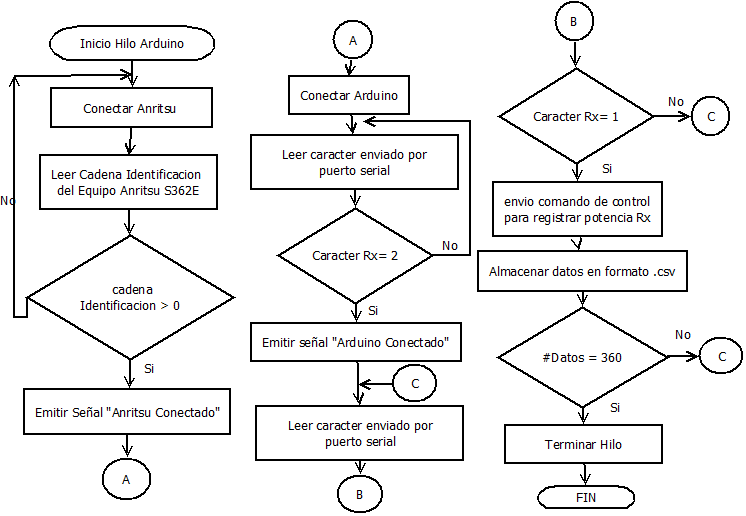 Inicio Hilo Arduino
Conectar Anritsu
Leer Cadena Identificacion
del Equipo Anritsu S362E
No
cadena
Identificacion > 0
Si
Emitir Señal "Anritsu Conectado"
A
A
Conectar Arduino
Leer caracter enviado por
puerto serial
Caracter Rx= 2
No
Si
Emitir señal "Arduino Conectado"
C
Leer caracter enviado por
puerto serial
B
B
Caracter Rx= 1
No
C
Si
envio comando de control
para registrar potencia Rx
Almacenar datos en formato .csv
#Datos = 360
No
C
Si
Terminar Hilo
FIN